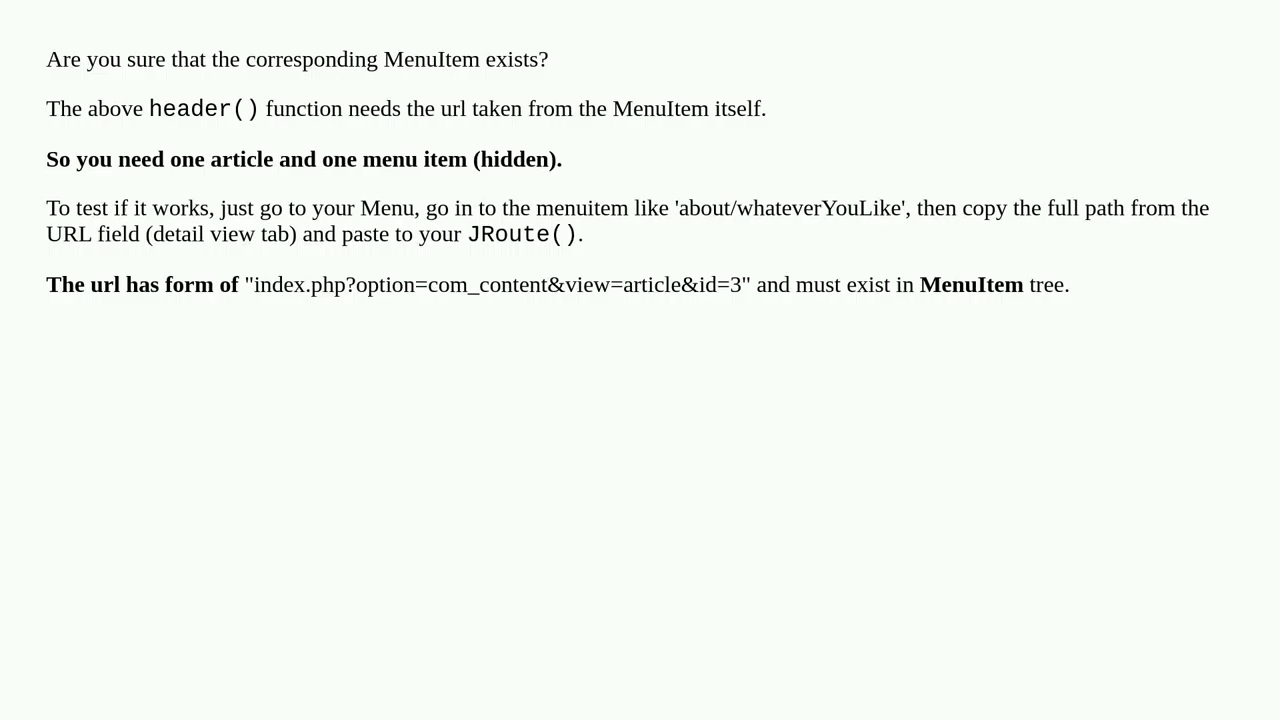 Are you sure that the corresponding MenuItem exists?
The above header() function needs the url taken from the MenuItem itself.
So you need one article and one menu item (hidden).
To test if it works, just go to your Menu, go in to the menuitem like 'about/whateverYouLike', then copy the full path from the
URL field (detail view tab) and paste to your JRoute().
The url has form of "index.php?option=com_content&view=article&id=3" and must exist in MenuItem tree.